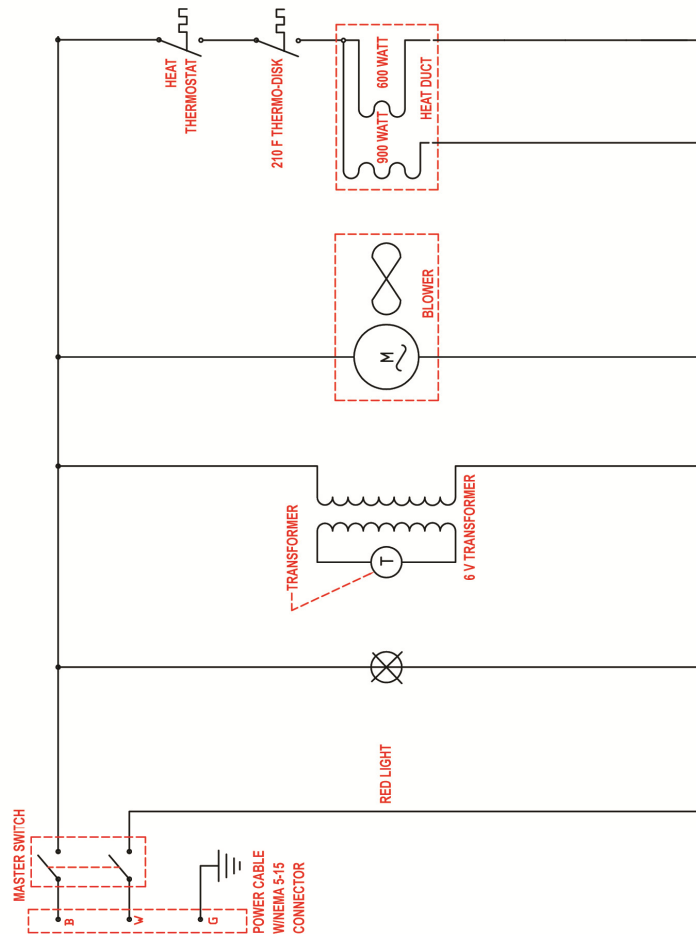 HEAT
THERMOSTAT
210 F THERMO-DISK
600 WATT
900 WATT
HEAT DUCT
BLOWER
M
TRANSFORMER
T
6 V TRANSFORMER
RED LIGHT
MASTER SWITCH
B
W
G
POWER CABLE
W/NEMA 5-15
CONNECTOR